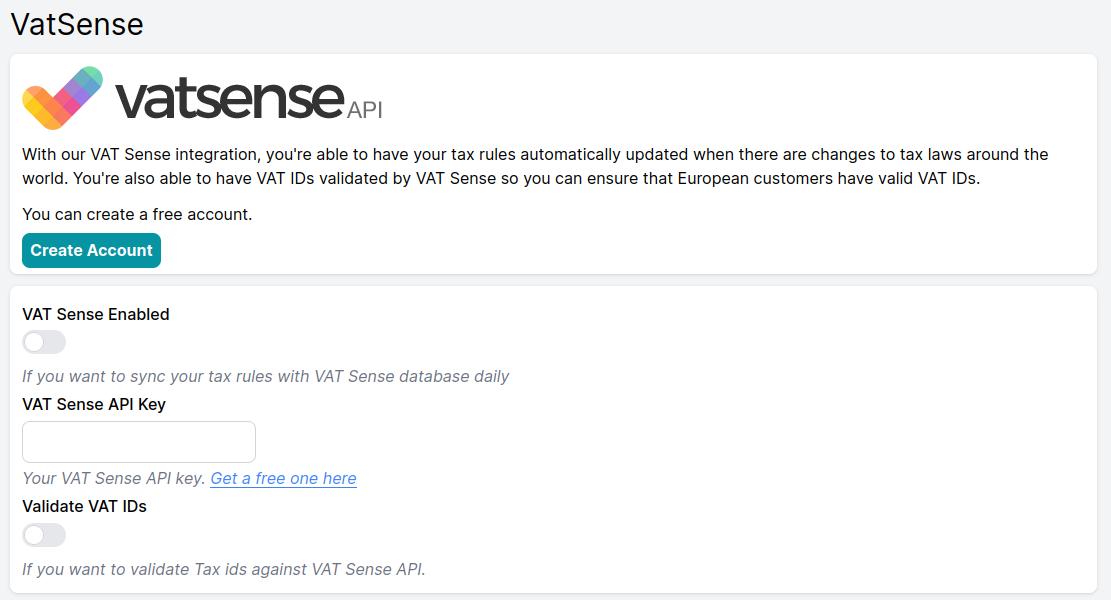 VatSense
vatsense API
With our VAT Sense integration, you're able to have your tax rules automatically updated when there are changes to tax laws around the
world. You're also able to have VAT IDs validated by VAT Sense so you can ensure that European customers have valid VAT IDs.
You can create a free account.
Create Account
VAT Sense Enabled
If you want to sync your tax rules with VAT Sense database daily
VAT Sense API Key
Your VAT Sense API key. Get a free one here
Validate VAT IDs
If you want to validate Tax ids against VAT Sense API.